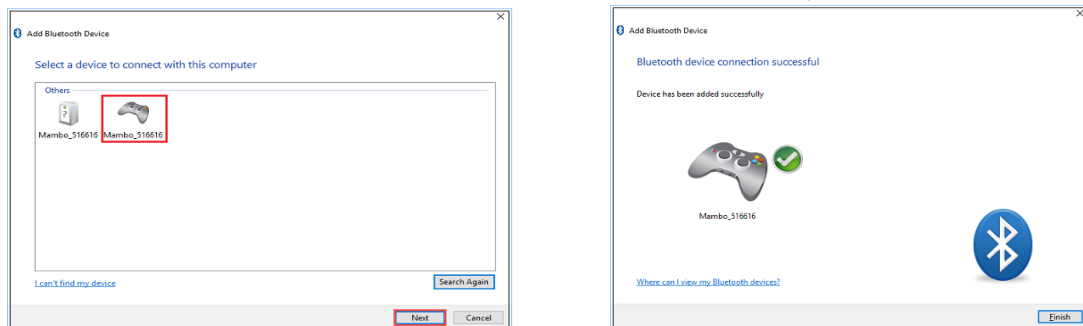 Add Bluetooth Device
Select a device to connect with this computer
Others
Mambo_516616 Mambo_516616
I can't find my device
Search Again
Next Cancel
Add Bluetooth Device
Bluetooth device connection successful
Device has been added successfully
Mambo_516616
Where can I view my Bluetooth devices?
Finish